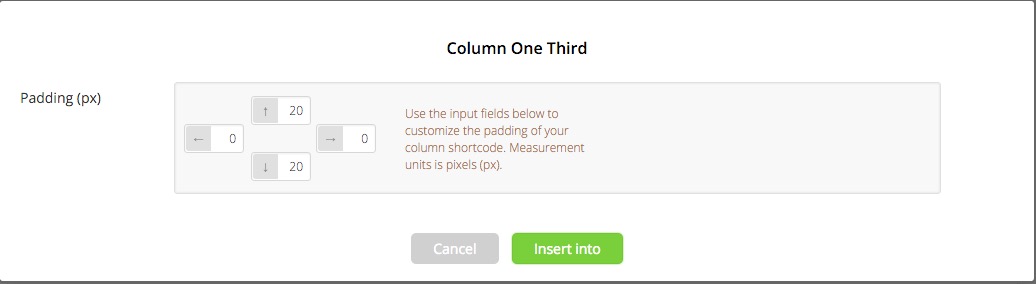 Column One Third
Padding (px)
↑ 20
← 0
→ 0
↓ 20
Use the input fields below to
customize the padding of your
column shortcode. Measurement
units is pixels (px).
Cancel
Insert into